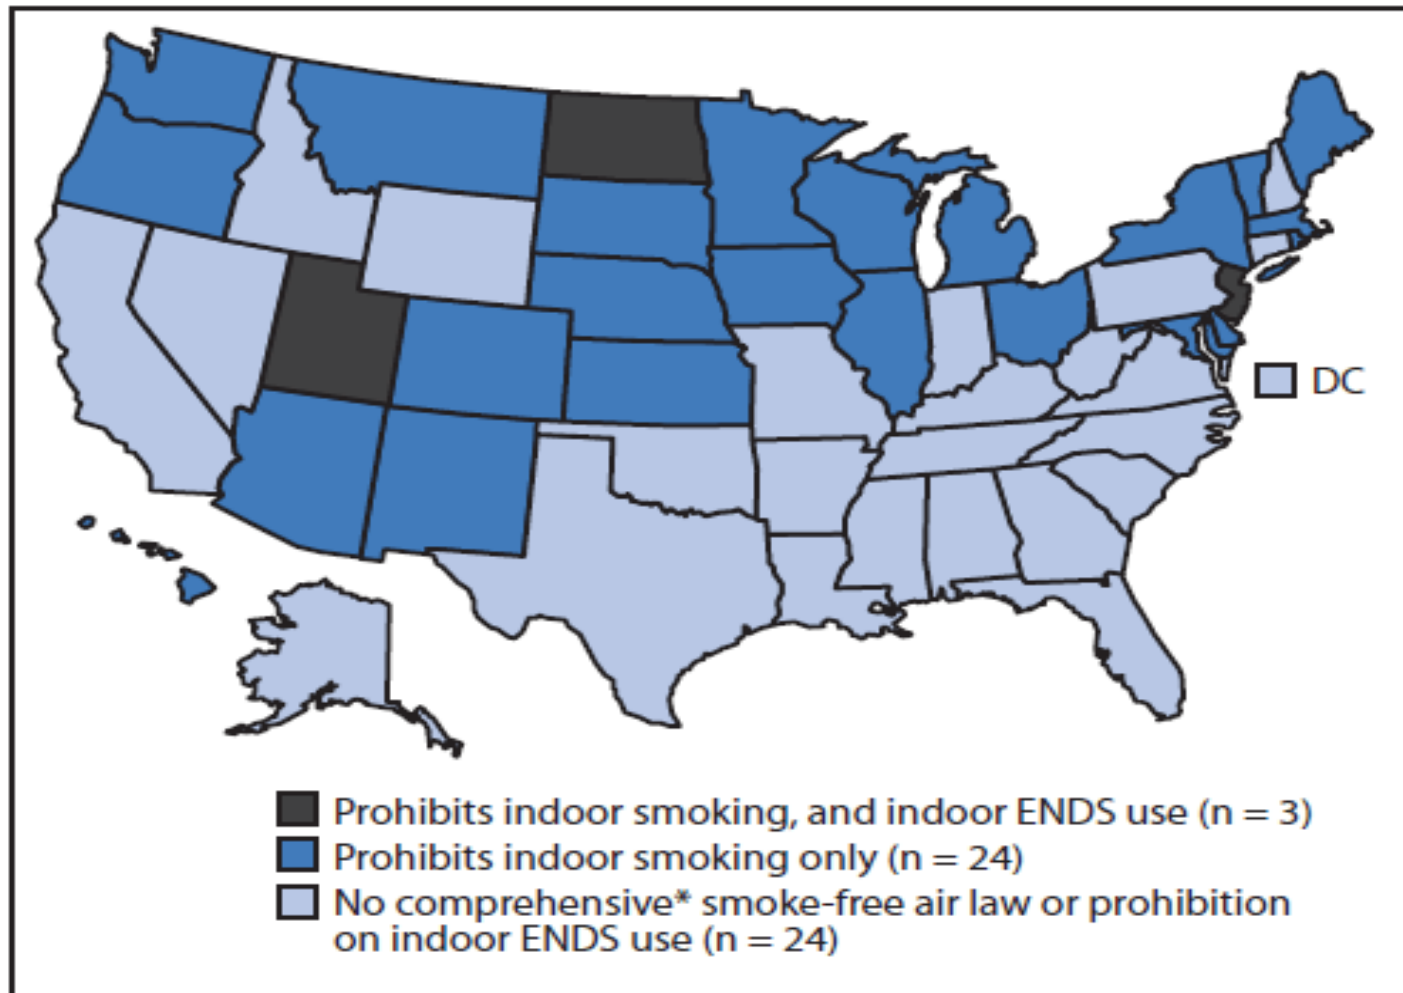 DC
Prohibits indoor smoking, and indoor ENDS use (n = 3)
Prohibits indoor smoking only (n = 24)
No comprehensive* smoke-free air law or prohibition
on indoor ENDS use (n = 24)